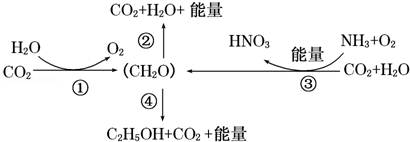 CO₂+H₂O+ 能量
H₂O O₂ ② HNO₃ 能量 NH₃+O₂
CO₂ (CH₂O) CO₂+H₂O
① ④ ③
C₂H₅OH+CO₂ +能量